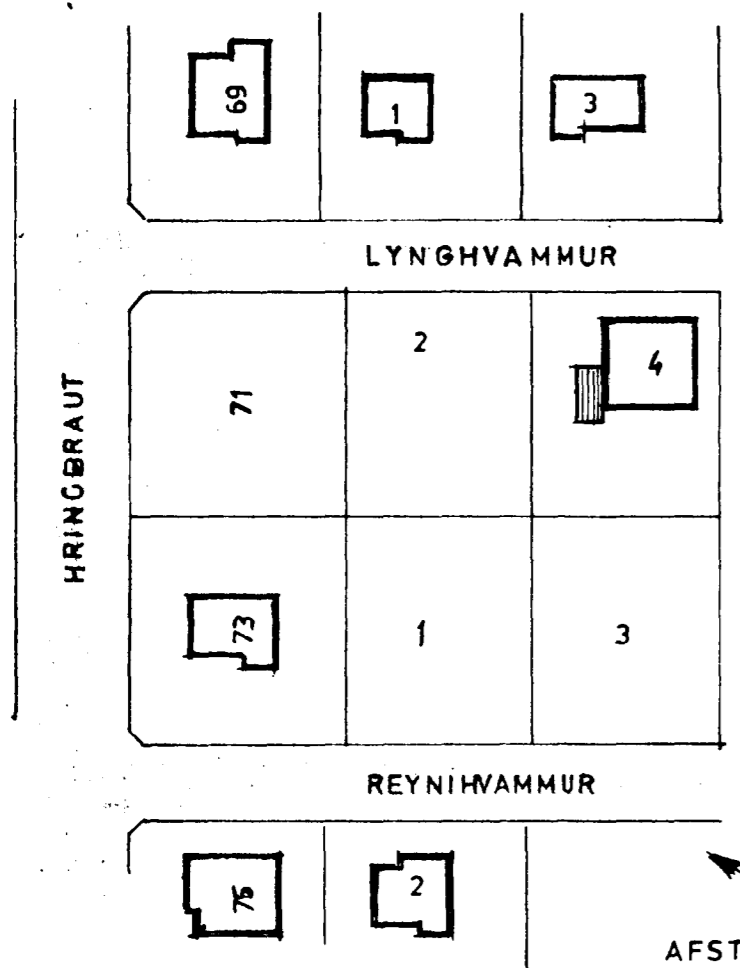 69
1
3
LYNGHVAMMUR
71
2
4
HRINGBRAUT
73
1
3
REYNIHVAMMUR
75
2
AFST